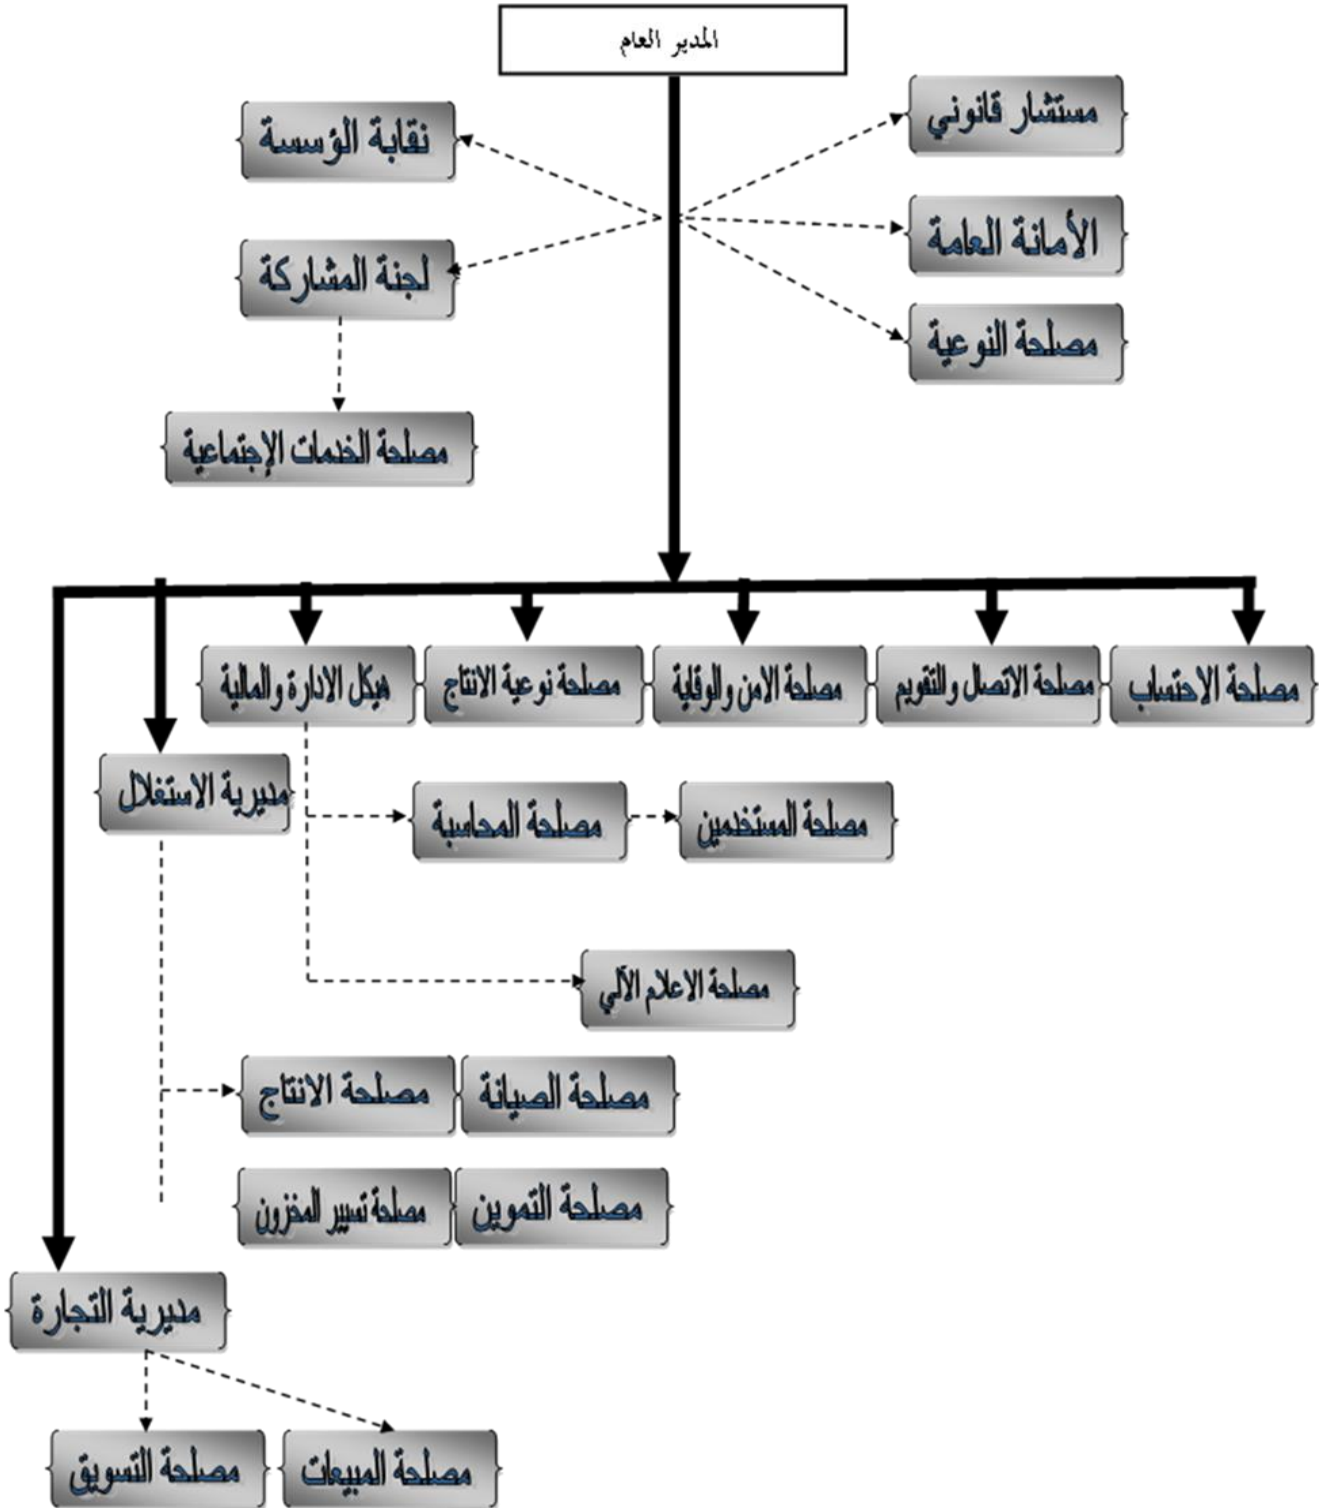 المدير العام
مستشار قانوني
نقابة الؤسسة
الأمانة العامة
لجنة المشاركة
مصلحة النوعية
مصلحة الخدمات الإجتماعية
مصلحة الاحتساب
مصلحة الاتصال والتقويم
مصلحة الامن والوقاية
مصلحة نوعية الانتاج
هيكل الادارة والمالية
مديرية الاستغلال
مصلحة المستخدمين
مصلحة المحاسبة
مصلحة الاعلام الآلي
مصلحة الصيانة
مصلحة الانتاج
مصلحة التموين
مصلحة تسيير المخزون
مديرية التجارة
مصلحة المبيعات
مصلحة التسويق